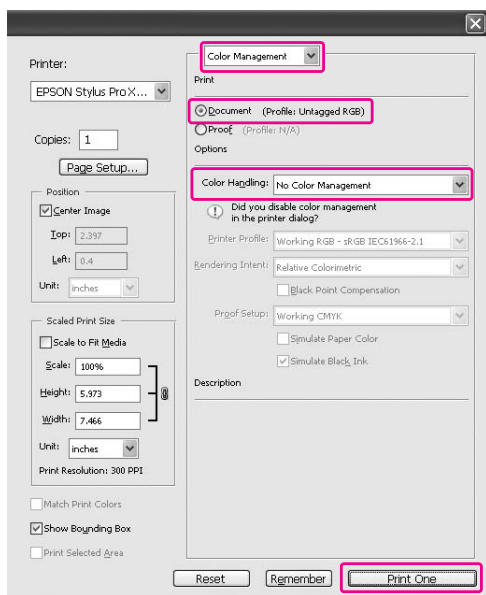 Printer:
EPSON Stylus Pro X...
Copies: 1
Page Setup...
Position
Center Image
Top: 2.397
Left: 0.4
Unit: inches
Scaled Print Size
Scale to Fit Media
Scale: 100%
Height: 5.973
Width: 7.466
Unit: inches
Print Resolution: 300 PPI
Match Print Colors
Show Bounding Box
Print Selected Area
Color Management
Print
Document (Profile: Untagged RGB)
Proof (Profile: N/A)
Options
Color Handling: No Color Management
Did you disable color management
in the printer dialog?
Printer Profile: Working RGB - sRGB IEC61966-2.1
Rendering Intent: Relative Colorimetric
Black Point Compensation
Proof Setup: Working CMYK
Simulate Paper Color
Simulate Black Ink
Description
Reset
Remember
Print One